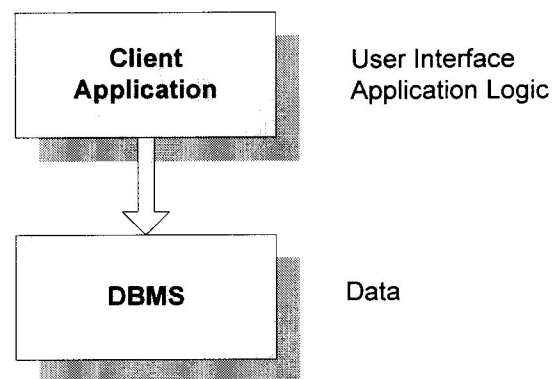 Client
Application
User Interface
Application Logic
DBMS
Data